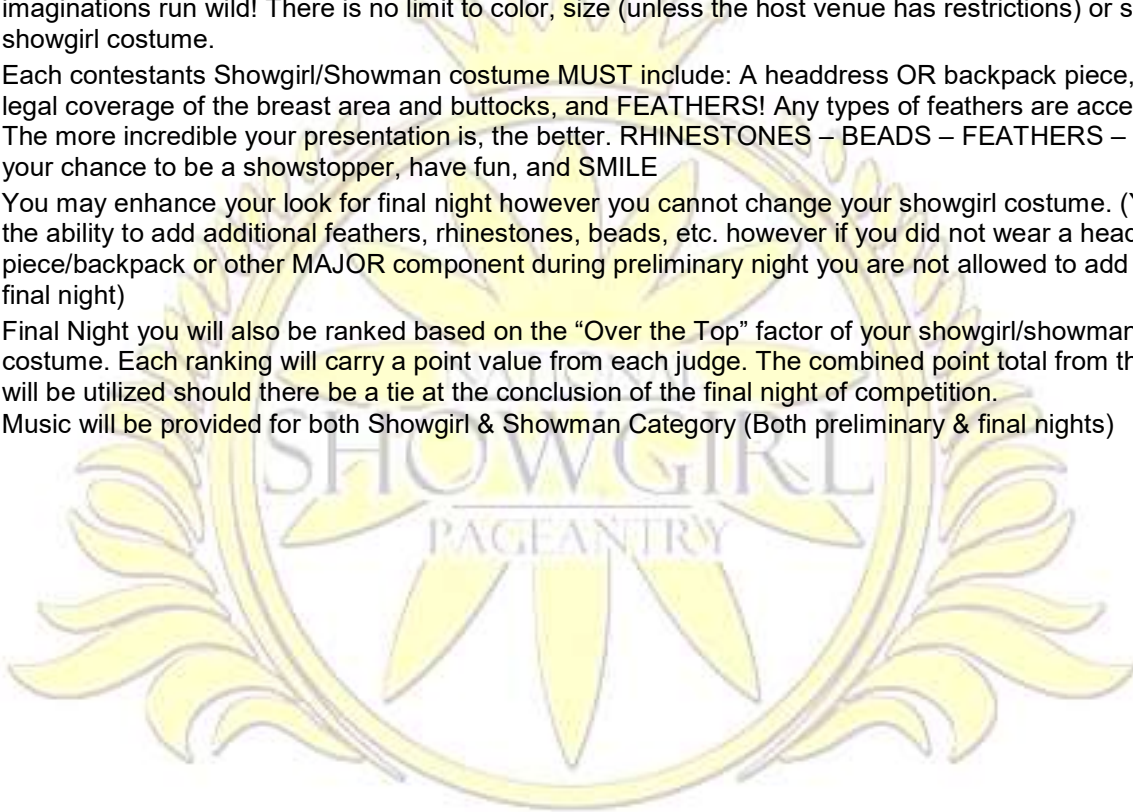 imaginations run wild! There is no limit to color, size (unless the host venue has restrictions) or
showgirl costume.
Each contestants Showgirl/Showman costume MUST include: A headdress OR backpack piece,
legal coverage of the breast area and buttocks, and FEATHERS! Any types of feathers are
The more incredible your presentation is, the better. RHINESTONES – BEADS – FEATHERS –
your chance to be a showstopper, have fun, and SMILE
You may enhance your look for final night however you cannot change your showgirl costume.
the ability to add additional feathers, rhinestones, beads, etc. however if you did not wear a
piece/backpack or other MAJOR component during preliminary night you are not allowed to add
final night)
Final Night you will also be ranked based on the “Over the Top” factor of your showgirl/showman
costume. Each ranking will carry a point value from each judge. The combined point total from
will be utilized should there be a tie at the conclusion of the final night of competition.
Music will be provided for both Showgirl & Showman Category (Both preliminary & final nights)
NATIONAL
SHOWGIRL
PAGEANTRY